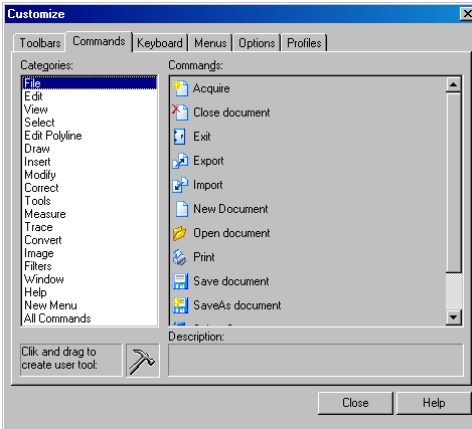 Customize
Toolbars Commands Keyboard Menus Options Profiles
Categories:
File
Edit
View
Select
Edit Polyline
Draw
Insert
Modify
Correct
Tools
Measure
Trace
Convert
Image
Filters
Window
Help
New Menu
All Commands
Commands:
Acquire
Close document
Exit
Export
Import
New Document
Open document
Print
Save document
SaveAs document
Description:
Clik and drag to
create user tool:
Close Help